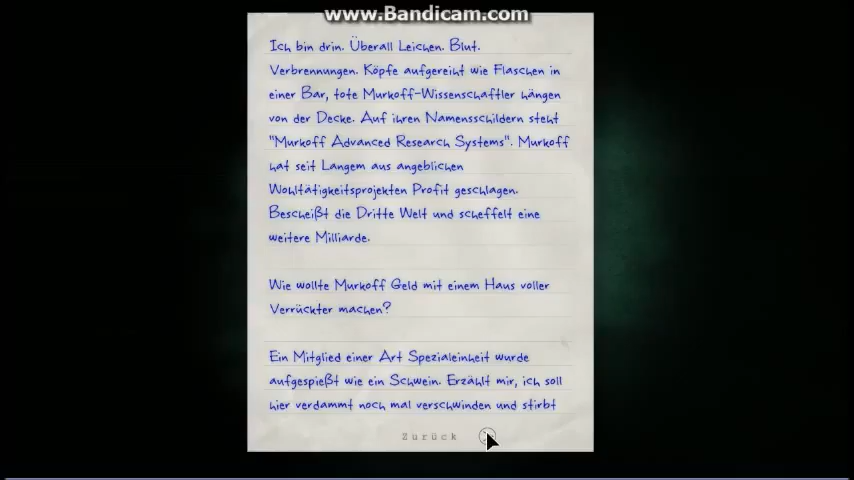 www.Bandicam.com
Ich bin drin. Überall Leichen. Blut.
Verbrennungen. Köpfe aufgereiht wie Flaschen in
einer Bar, tote Murkoff-Wissenschaftler hängen
von der Decke. Auf ihren Namensschildern steht
"Murkoff Advanced Research Systems". Murkoff
hat seit Langem aus angeblichen
Wohltätigkeitsprojekten Profit geschlagen.
Bescheißt die Dritte Welt und scheffelt eine
weitere Milliarde.
Wie wollte Murkoff Geld mit einem Haus voller
Verrückter machen?
Ein Mitglied einer Art Spezialeinheit wurde
aufgespießt wie ein Schwein. Erzählt mir, ich soll
hier verdammt noch mal verschwinden und stirbt
Zurück